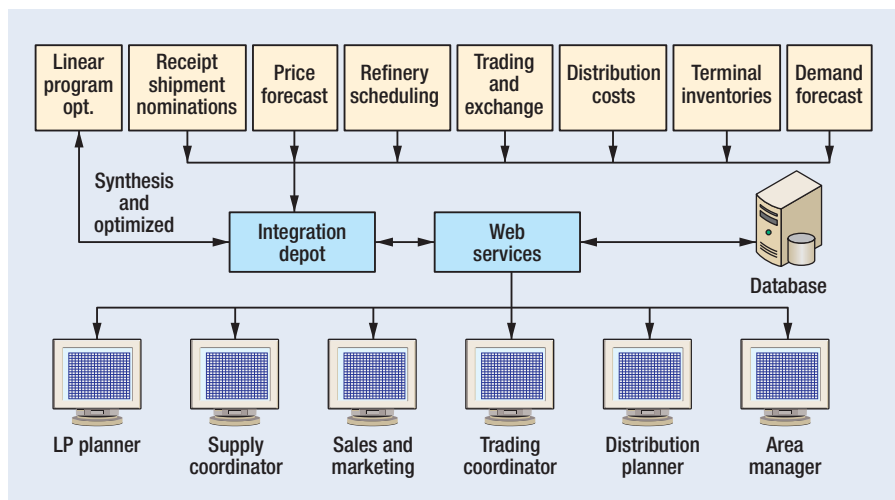 Linear
program
opt.
Receipt
shipment
nominations
Price
forecast
Refinery
scheduling
Trading
and
exchange
Distribution
costs
Terminal
inventories
Demand
forecast
Synthesis
and
optimized
Integration
depot
Web
services
Database
LP planner
Supply
coordinator
Sales and
marketing
Trading
coordinator
Distribution
planner
Area
manager